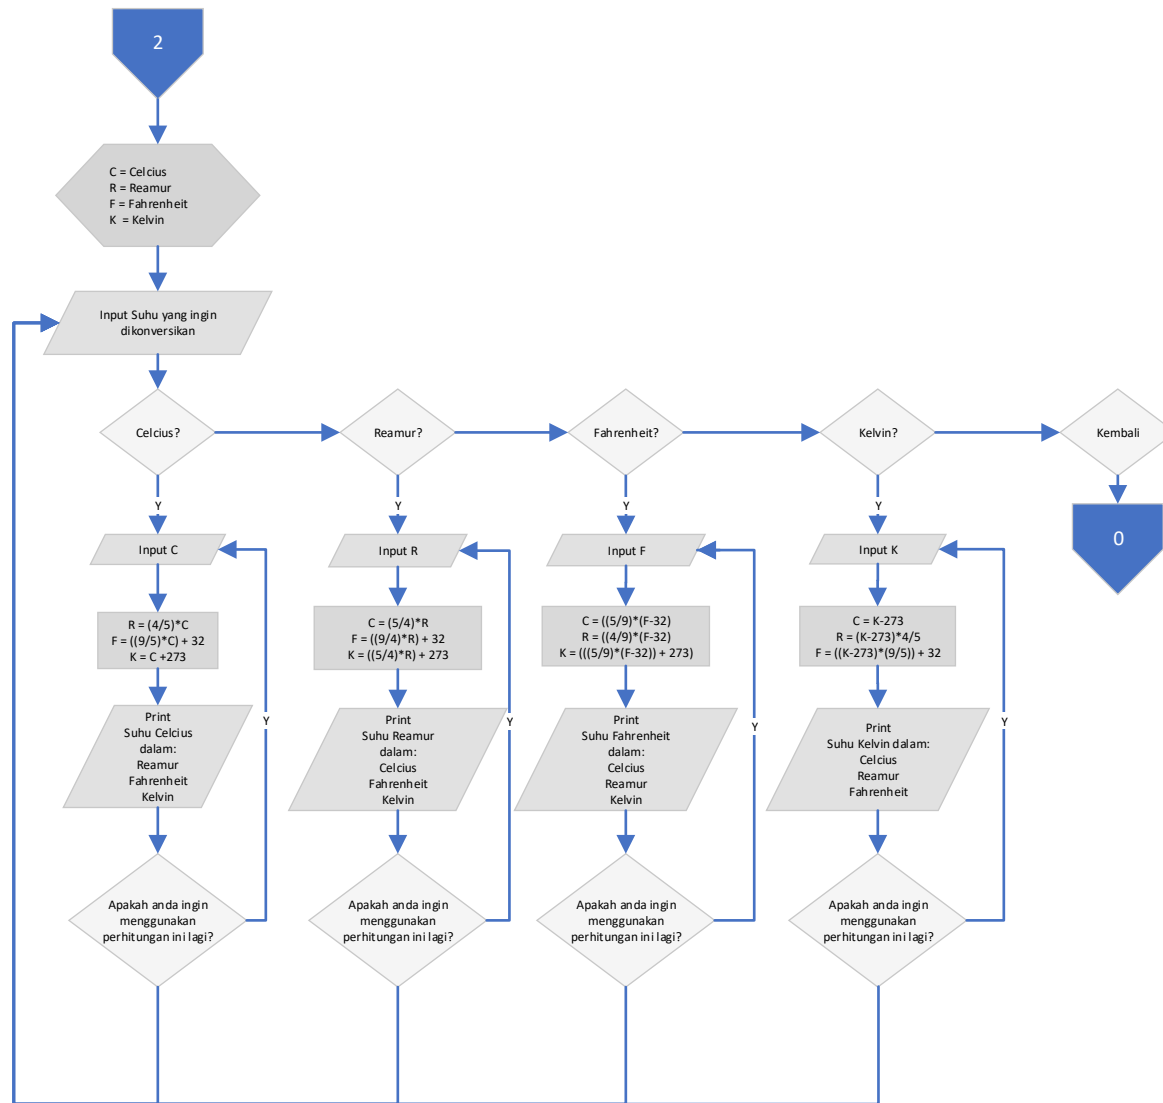 2
C = Celcius
R = Reamur
F = Fahrenheit
K = Kelvin
Input Suhu yang ingin
dikonversikan
Celcius?
Reamur?
Fahrenheit?
Kelvin?
Kembali
Y
Y
Y
Y
0
Input C
Input R
Input F
Input K
R = (4/5)*C
F = ((9/5)*C) + 32
K = C +273
C = (5/4)*R
F = ((9/4)*R) + 32
K = ((5/4)*R) + 273
C = ((5/9)*(F-32)
R = ((4/9)*(F-32)
K = (((5/9)*(F-32)) + 273)
C = K-273
R = (K-273)*4/5
F = ((K-273)*(9/5)) + 32
Print
Suhu Celcius
dalam:
Reamur
Fahrenheit
Kelvin
Y
Print
Suhu Reamur
dalam:
Celcius
Fahrenheit
Kelvin
Y
Print
Suhu Fahrenheit
dalam:
Celcius
Reamur
Kelvin
Y
Print
Suhu Kelvin dalam:
Celcius
Reamur
Fahrenheit
Y
Apakah anda ingin
menggunakan
perhitungan ini lagi?
Apakah anda ingin
menggunakan
perhitungan ini lagi?
Apakah anda ingin
menggunakan
perhitungan ini lagi?
Apakah anda ingin
menggunakan
perhitungan ini lagi?